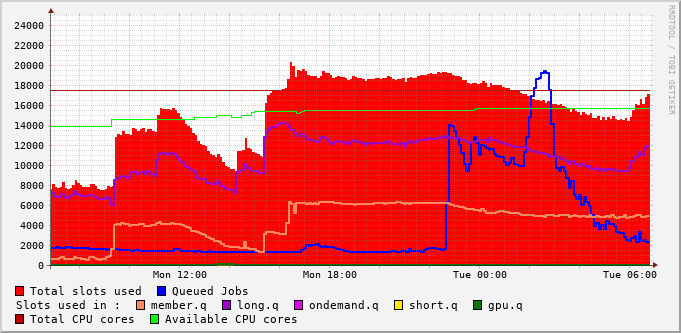 RRDTOOL / TOBI OETIKER
24000
22000
20000
18000
16000
14000
12000
10000
8000
6000
4000
2000
0
Mon 12:00 Mon 18:00 Tue 00:00 Tue 06:00
Total slots used Queued Jobs
Slots used in : member.q long.q ondemand.q short.q gpu.q
Total CPU cores Available CPU cores